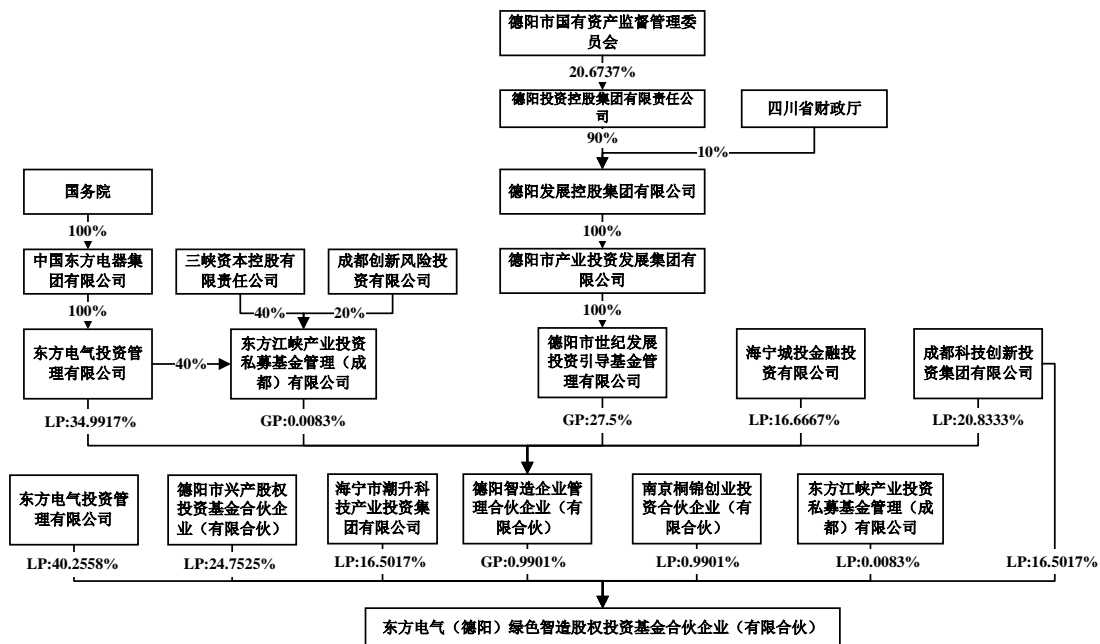 德阳市国有资产监督管理委
员会
20.6737%
德阳投资控股集团有限责任公
司
四川省财政厅
90%
10%
国务院
德阳发展控股集团有限公司
100%
100%
中国东方电器集
团有限公司
三峡资本控股有
限责任公司
成都创新风险投
资有限公司
德阳市产业投资发展集团有
限公司
100%
40%
20%
100%
东方电气投资管
理有限公司
40%
东方江峡产业投资
私募基金管理（成
都）有限公司
德阳市世纪发展
投资引导基金管
理有限公司
海宁城投金融投
资有限公司
成都科技创新投
资集团有限公司
LP:34.9917%
GP:0.0083%
GP:27.5%
LP:16.6667%
LP:20.8333%
东方电气投资管
理有限公司
德阳市兴产股权
投资基金合伙企
业（有限合伙）
海宁市潮升科
技产业投资集
团有限公司
德阳智造企业管
理合伙企业（有
限合伙）
南京桐锦创业投
资合伙企业（有
限合伙）
东方江峡产业投资
私募基金管理（成
都）有限公司
LP:40.2558%
LP:24.7525%
LP:16.5017%
GP:0.9901%
LP:0.9901%
LP:0.0083%
LP:16.5017%
东方电气（德阳）绿色智造股权投资基金合伙企业（有限合伙）